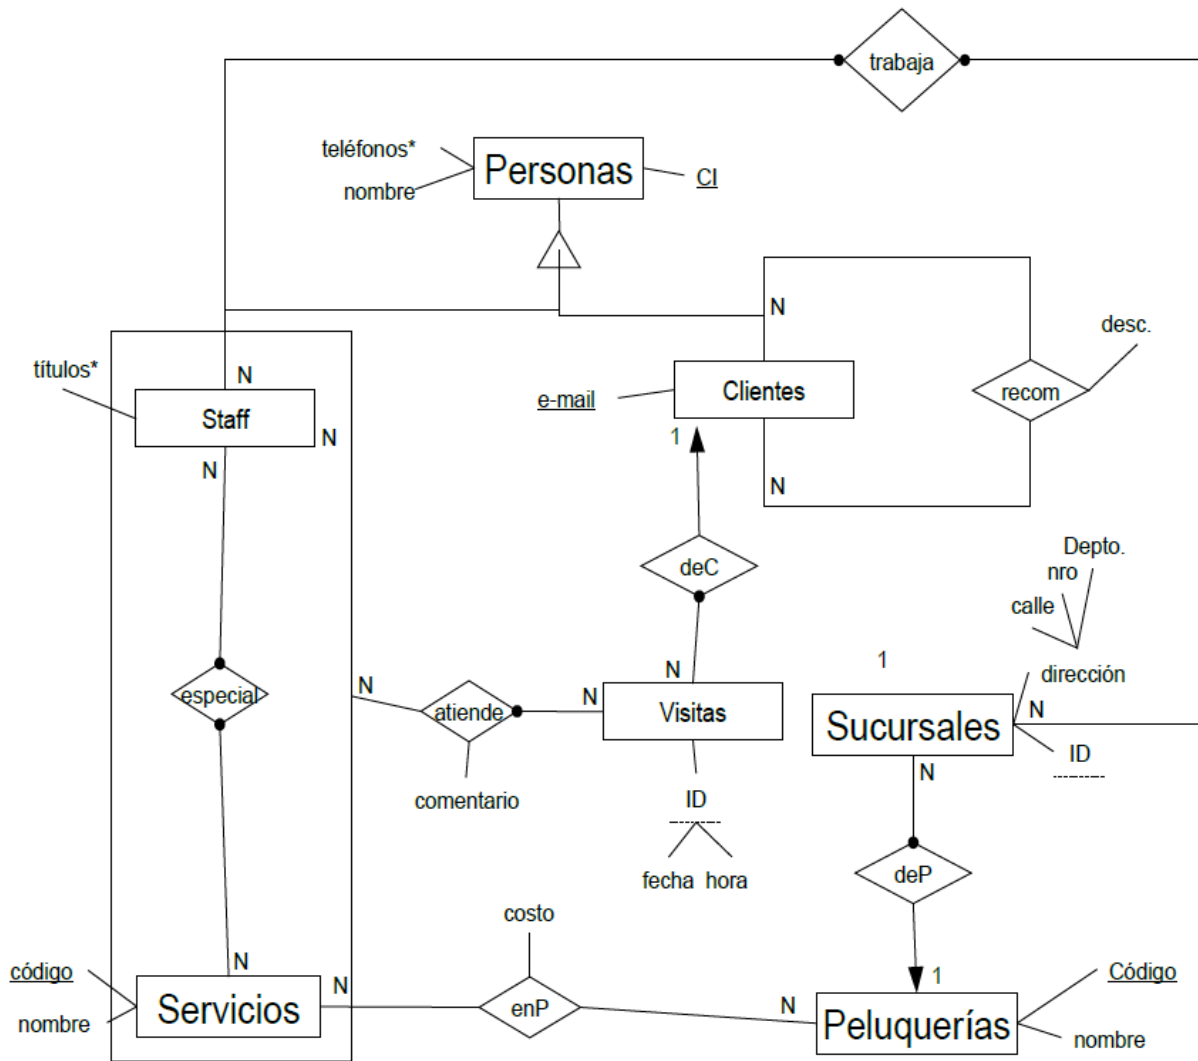 trabaja
teléfonos*
Personas
nombre
CI
N
desc.
títulos*
N
Clientes
recom
e-mail
Staff
N
1
N
N
Depto.
nro
deC
calle
1
dirección
especial
N
N
N
atiende
Visitas
Sucursales
N
ID
comentario
ID
N
deP
fecha hora
costo
N
código
Servicios
N
1
Código
enP
N
Peluquerías
nombre
nombre